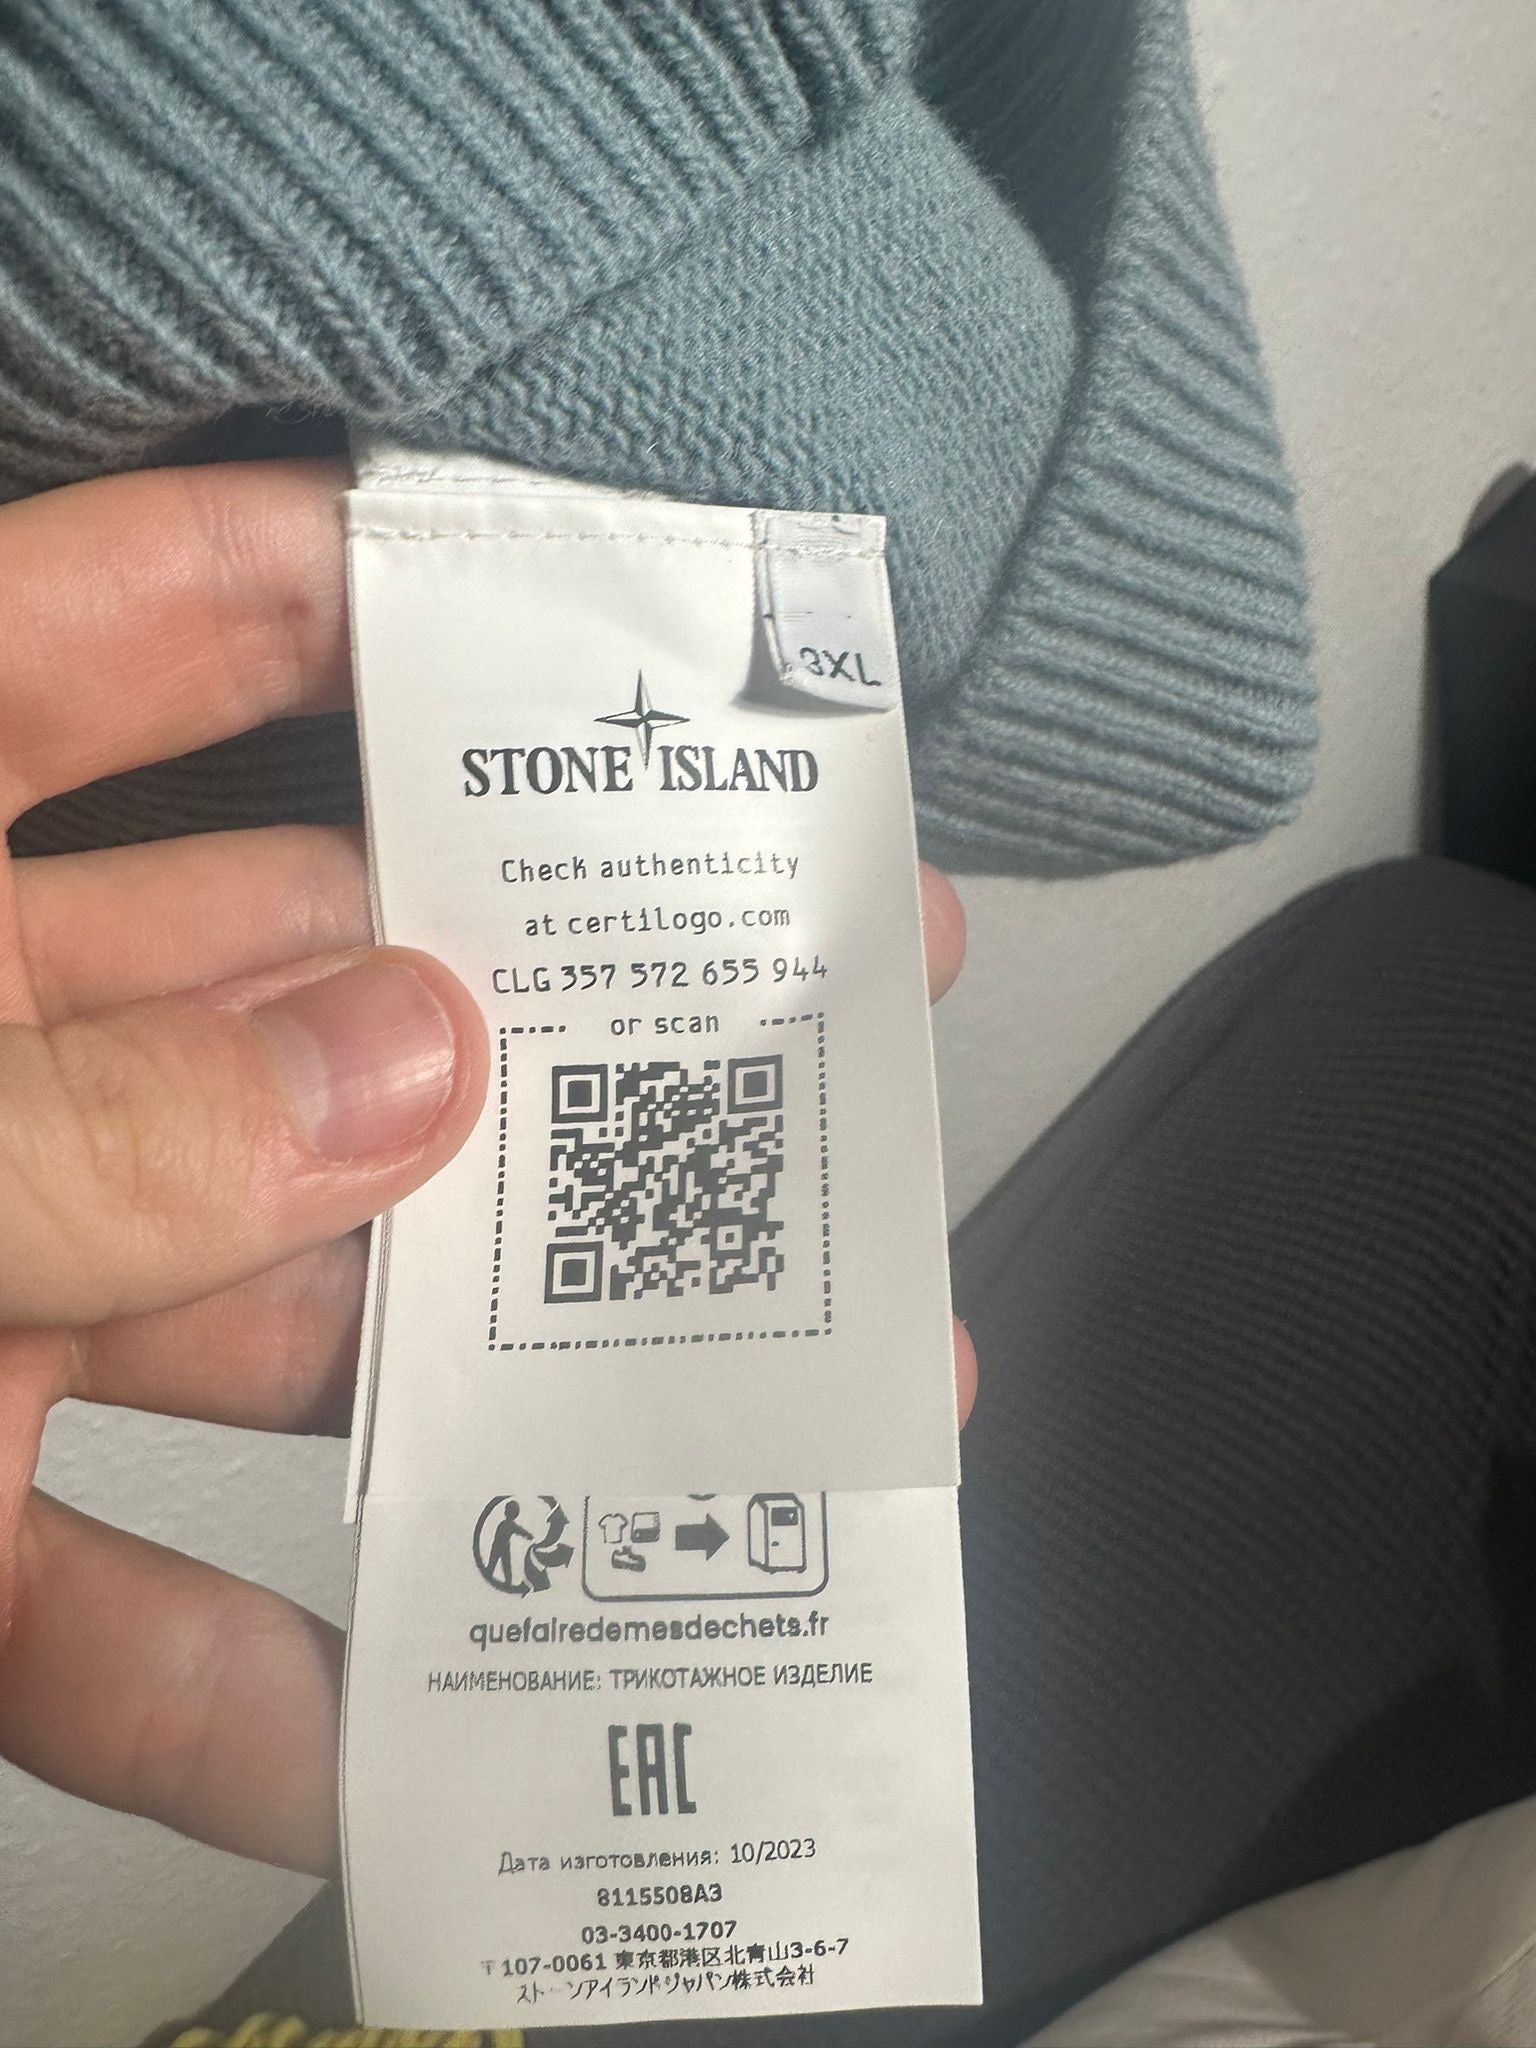 3XL
STONE ISLAND
Check authenticity
at certilogo.com
CLG 357 572 655 944
or scan
quefairedemesdechets.fr
НАИМЕНОВАНИЕ: ТРИКОТАЖНОЕ ИЗДЕЛИЕ
EAC
Дата изготовления: 10/2023
8115508A3
03-3400-1707
〒107-0061 東京都港区北青山3-6-7
ストーンアイランドジャパン株式会社